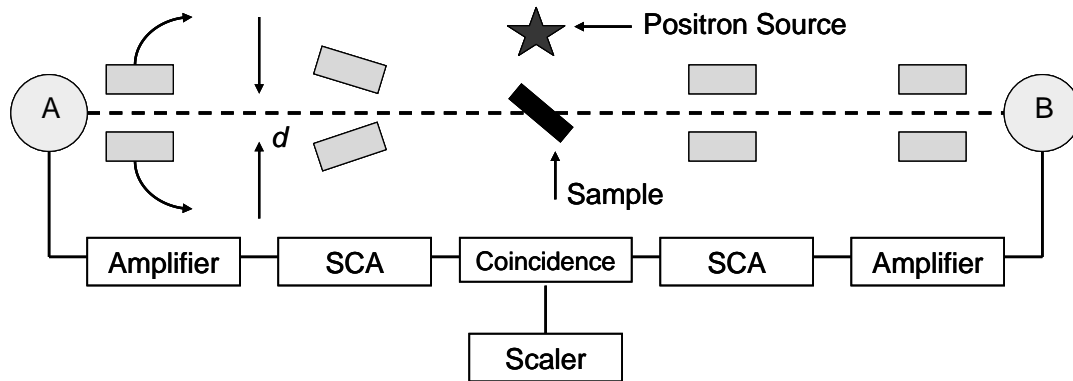 Positron Source
A
B
d
Sample
Amplifier
SCA
Coincidence
SCA
Amplifier
Scaler